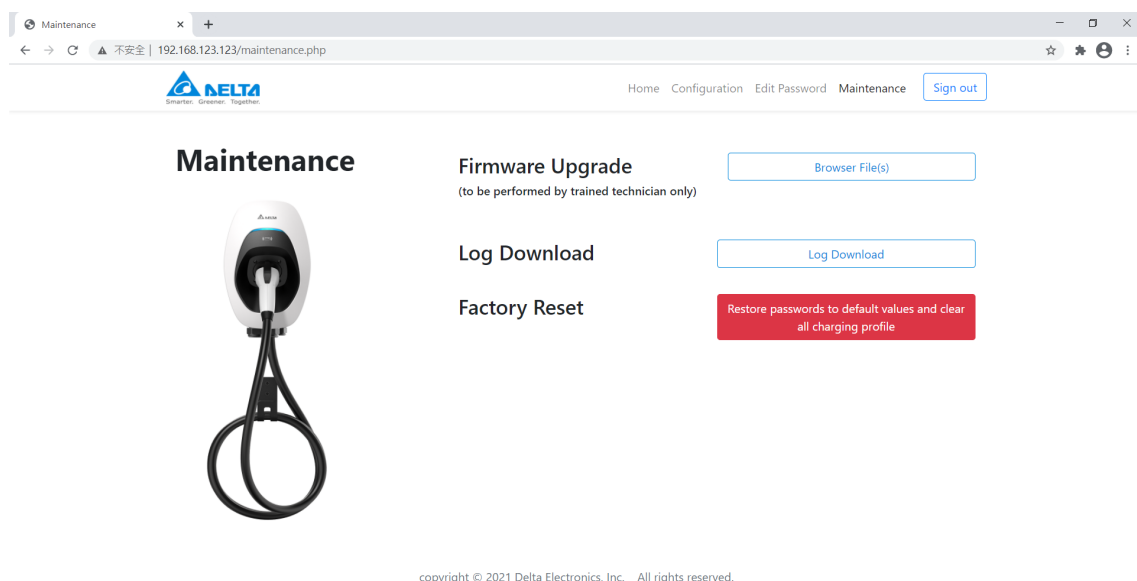 Maintenance
不安全 | 192.168.123.123/maintenance.php
DELTA
Smarter. Greener. Together.
Home Configuration Edit Password Maintenance Sign out
Maintenance
Firmware Upgrade
(to be performed by trained technician only)
Browser File(s)
DELTA
Log Download
Log Download
Factory Reset
Restore passwords to default values and clear
all charging profile
copyright © 2021 Delta Electronics, Inc. All rights reserved.